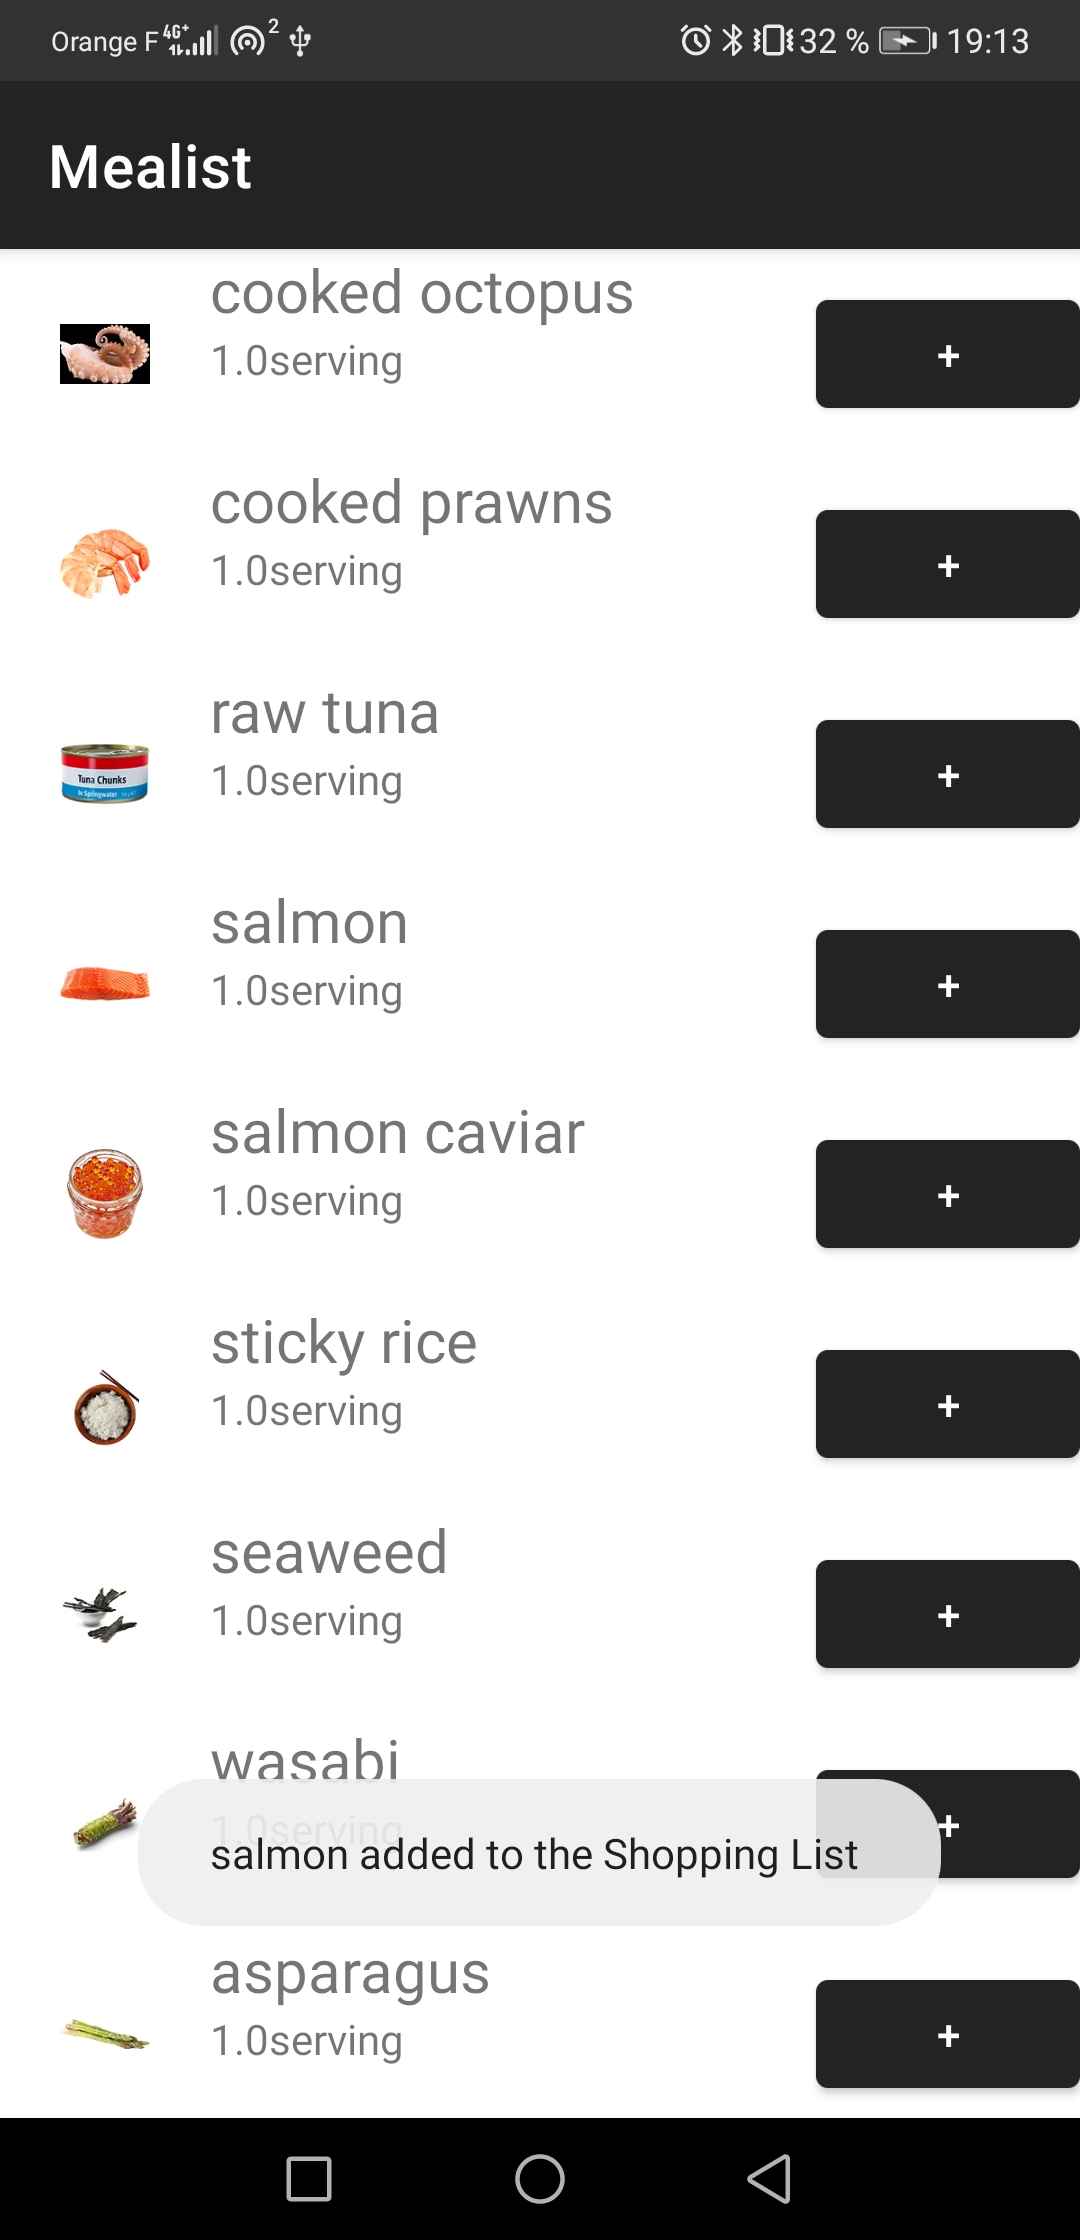 Orange F 4G+ 2 32 % 19:13
Mealist
cooked octopus
1.0serving
+
cooked prawns
1.0serving
+
raw tuna
Tuna Chunks
In Springwater
1.0serving
+
salmon
1.0serving
+
salmon caviar
1.0serving
+
sticky rice
1.0serving
+
seaweed
1.0serving
+
wasabi
1.0serving
+
salmon added to the Shopping List
asparagus
1.0serving
+